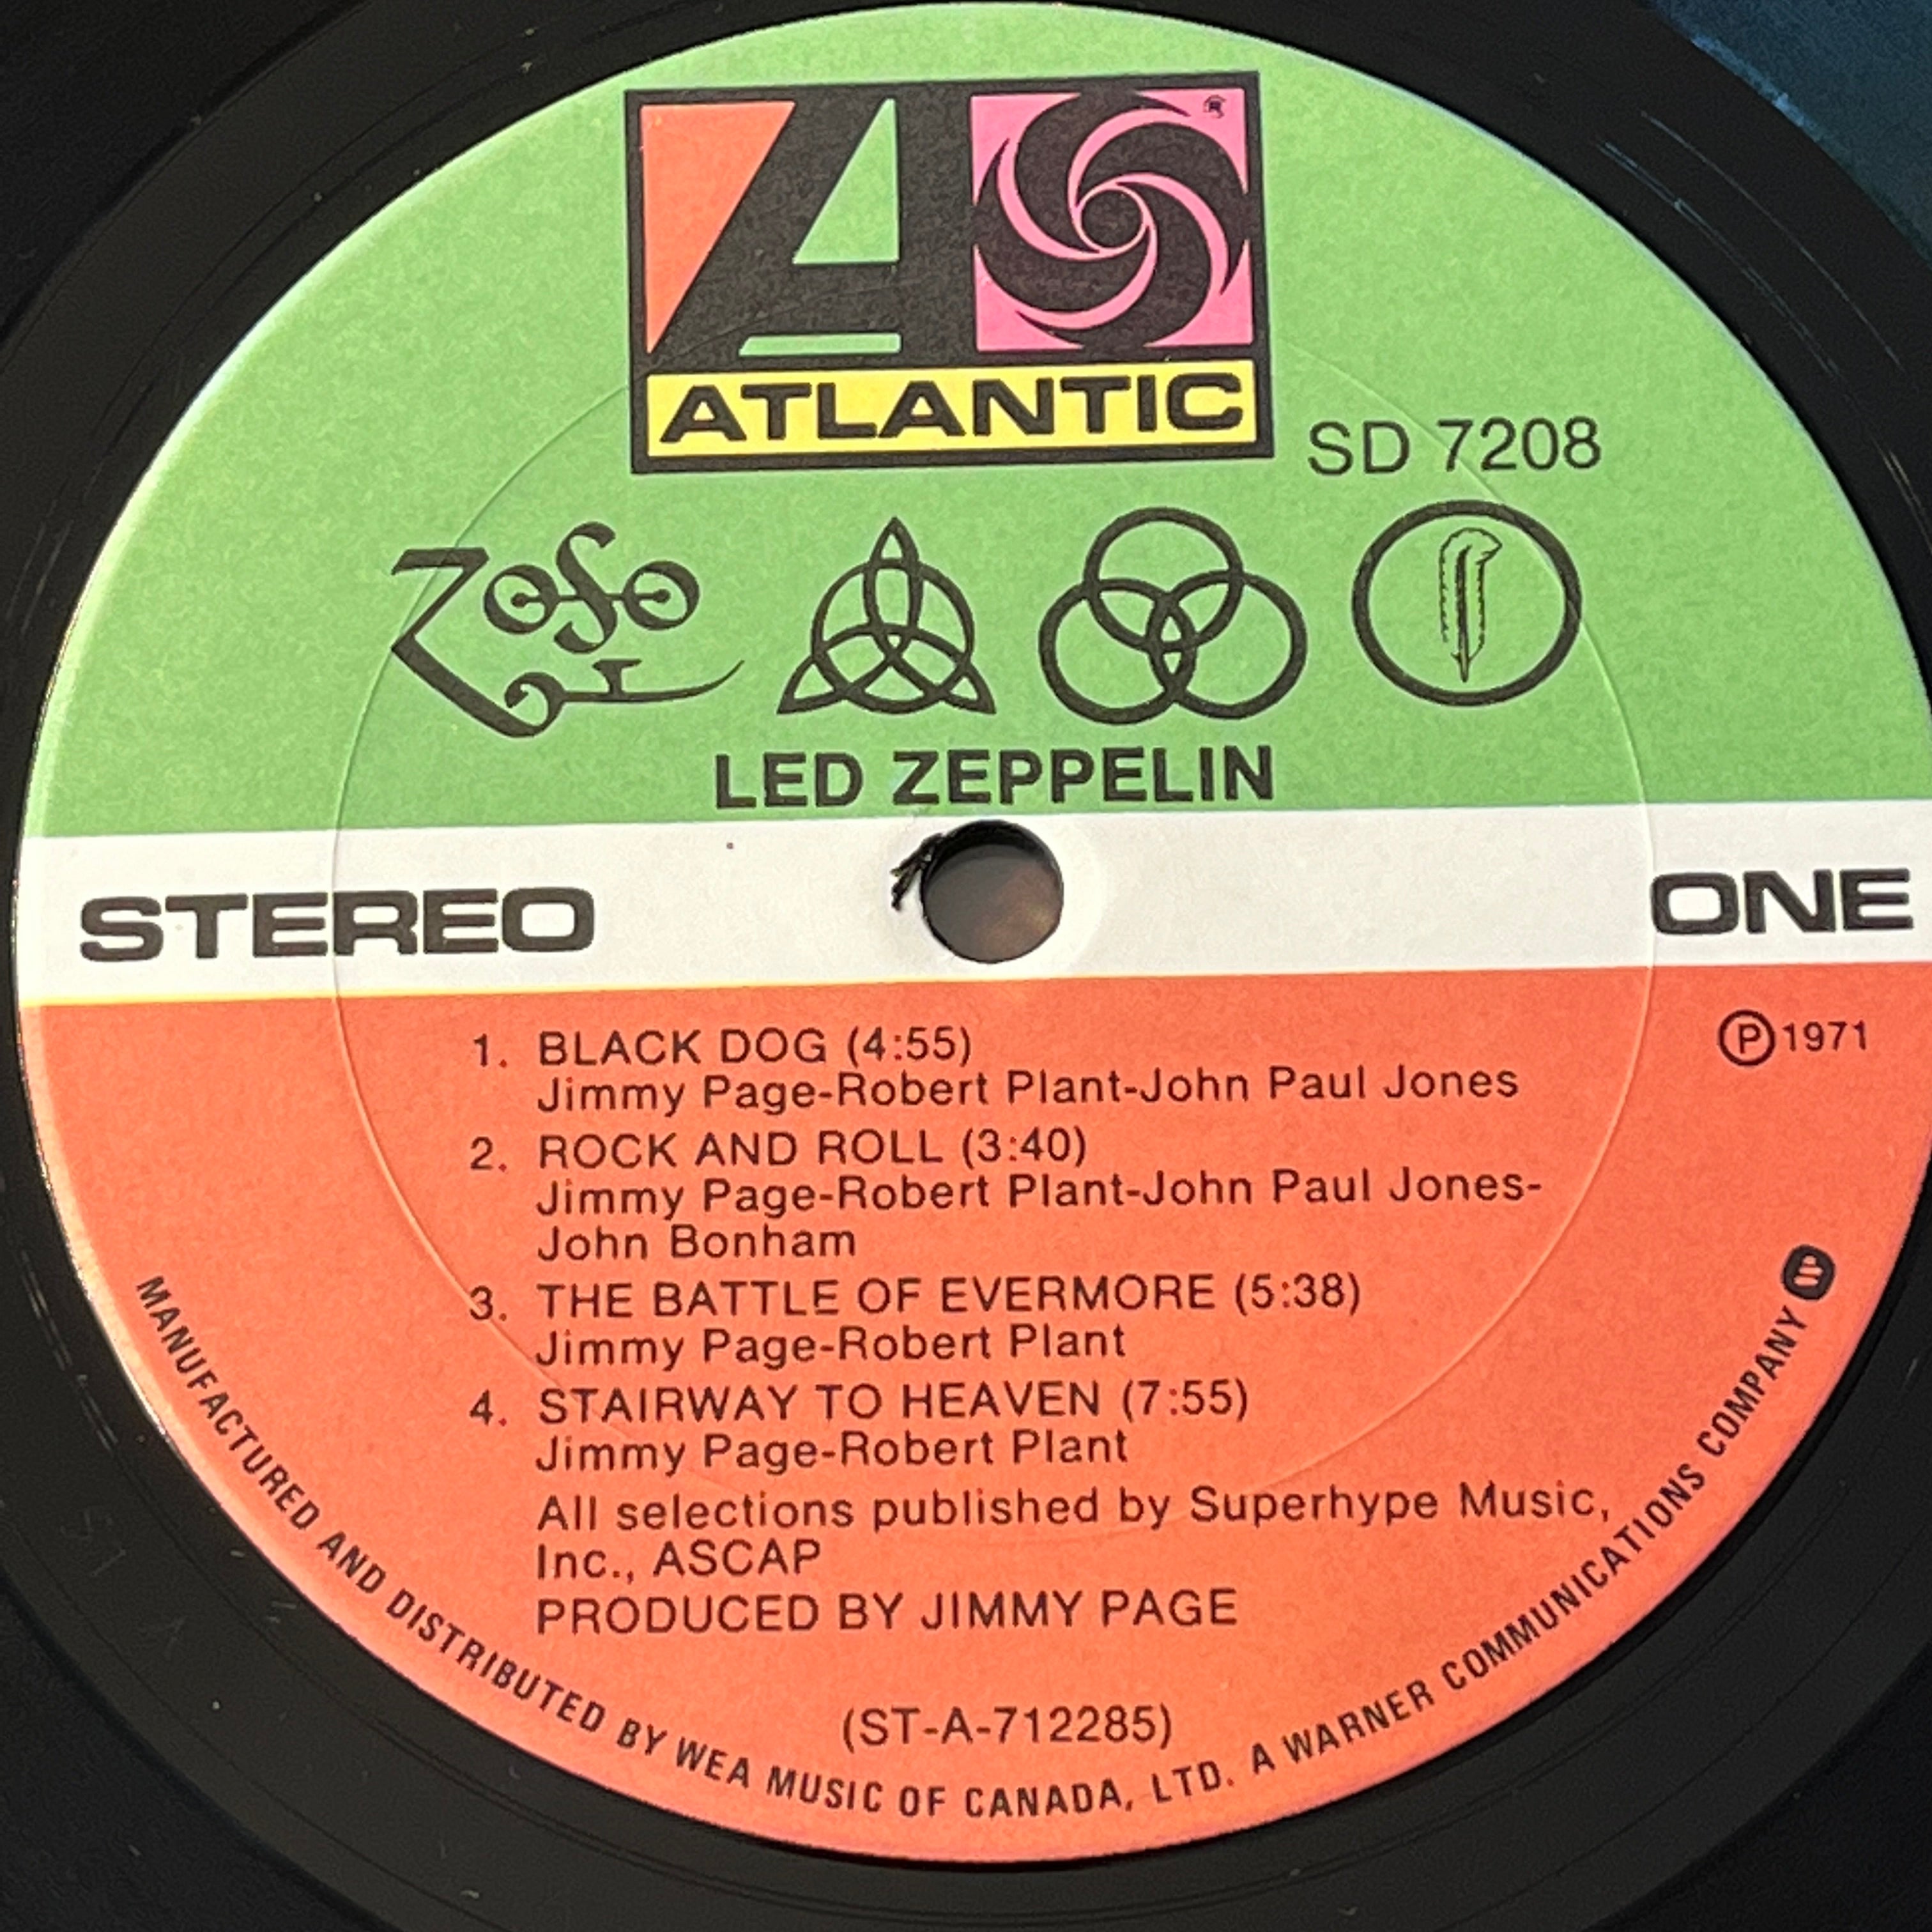 ATLANTIC
SD 7208
ZOSO
LED ZEPPELIN
STEREO
ONE
℗1971
1. BLACK DOG (4:55)
Jimmy Page-Robert Plant-John Paul Jones
2. ROCK AND ROLL (3:40)
Jimmy Page-Robert Plant-John Paul Jones-
John Bonham
3. THE BATTLE OF EVERMORE (5:38)
Jimmy Page-Robert Plant
4. STAIRWAY TO HEAVEN (7:55)
Jimmy Page-Robert Plant
All selections published by Superhype Music,
Inc., ASCAP
PRODUCED BY JIMMY PAGE
(ST-A-712285)
MANUFACTURED AND DISTRIBUTED BY WEA MUSIC OF CANADA, LTD. A WARNER COMMUNICATIONS COMPANY